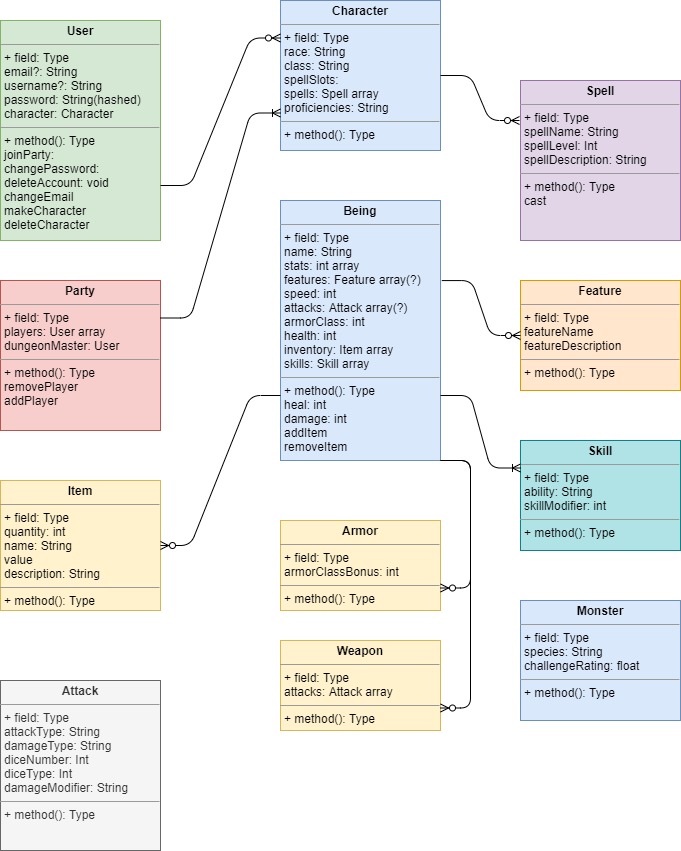 User
+ field: Type
email?: String
username?: String
password: String(hashed)
character: Character
+ method(): Type
joinParty:
changePassword:
deleteAccount: void
changeEmail
makeCharacter
deleteCharacter
Character
+ field: Type
race: String
class: String
spellSlots:
spells: Spell array
proficiencies: String
+ method(): Type
Spell
+ field: Type
spellName: String
spellLevel: Int
spellDescription: String
+ method(): Type
cast
Party
+ field: Type
players: User array
dungeonMaster: User
+ method(): Type
removePlayer
addPlayer
Being
+ field: Type
name: String
stats: int array
features: Feature array(?)
speed: int
attacks: Attack array(?)
armorClass: int
health: int
inventory: Item array
skills: Skill array
+ method(): Type
heal: int
damage: int
addItem
removeItem
Feature
+ field: Type
featureName
featureDescription
+ method(): Type
Item
+ field: Type
quantity: int
name: String
value
description: String
+ method(): Type
Skill
+ field: Type
ability: String
skillModifier: int
+ method(): Type
Armor
+ field: Type
armorClassBonus: int
+ method(): Type
Weapon
+ field: Type
attacks: Attack array
+ method(): Type
Monster
+ field: Type
species: String
challengeRating: float
+ method(): Type
Attack
+ field: Type
attackType: String
damageType: String
diceNumber: Int
diceType: Int
damageModifier: String
+ method(): Type